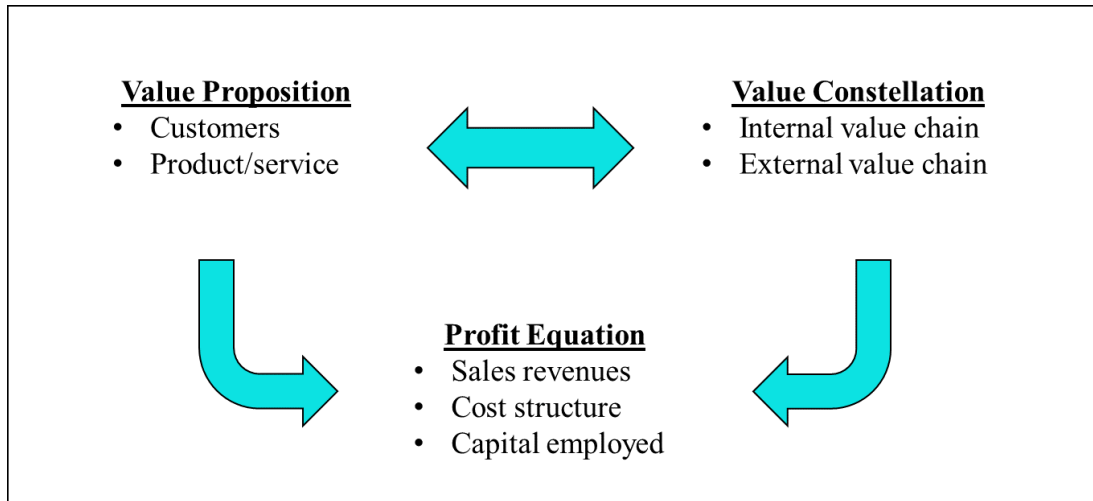 Value Proposition
• Customers
• Product/service
Value Constellation
• Internal value chain
• External value chain
Profit Equation
• Sales revenues
• Cost structure
• Capital employed